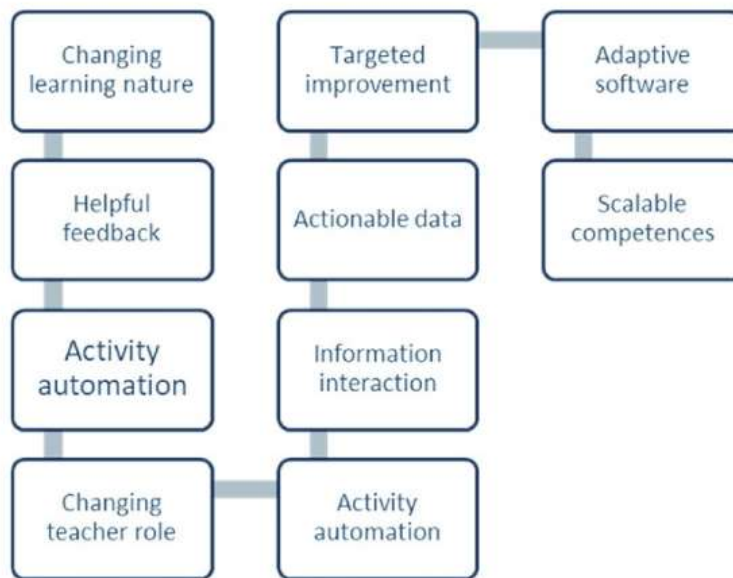 Changing
learning nature
Helpful
feedback
Activity
automation
Changing
teacher role
Activity
automation
Information
interaction
Actionable data
Targeted
improvement
Adaptive
software
Scalable
competences